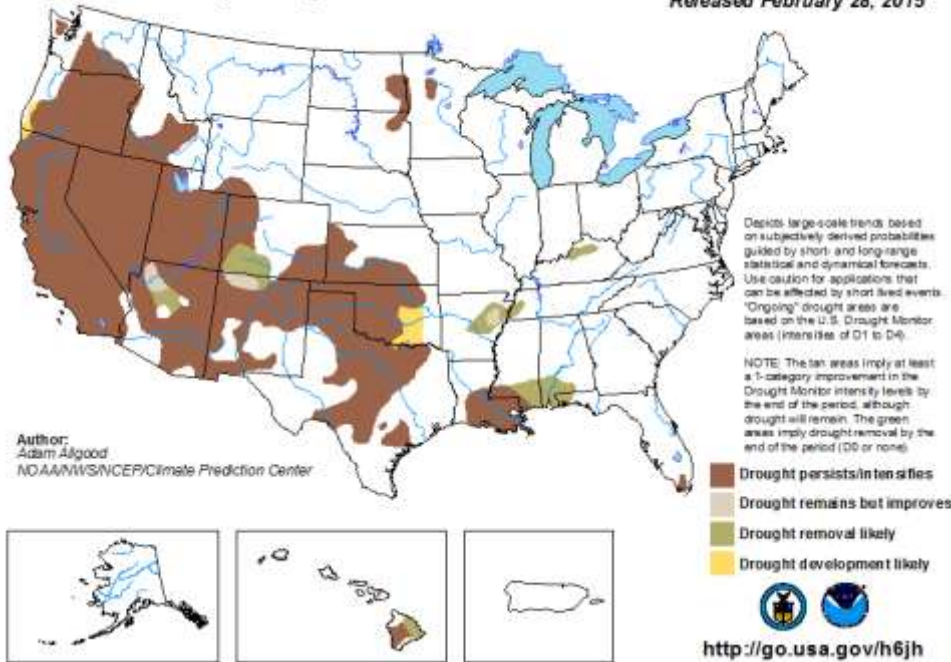 Released February 28, 2015
Depicts large-scale trends based
on subjectively derived probabilities
guided by short- and long-range
statistical and dynamical forecasts.
Use caution for applications that
can be affected by short lived events.
"Ongoing" drought areas are
based on the U.S. Drought Monitor
areas (intensities of D1 to D4).
NOTE: The tan areas imply at least
a 1-category improvement in the
Drought Monitor intensity levels by
the end of the period, although
drought will remain. The green
areas imply drought removal by the
end of the period (D0 or none).
Author:
Adam Allgood
NOAA/NWS/NCEP/Climate Prediction Center
Drought persists/intensifies
Drought remains but improves
Drought removal likely
Drought development likely
http://go.usa.gov/h6jh